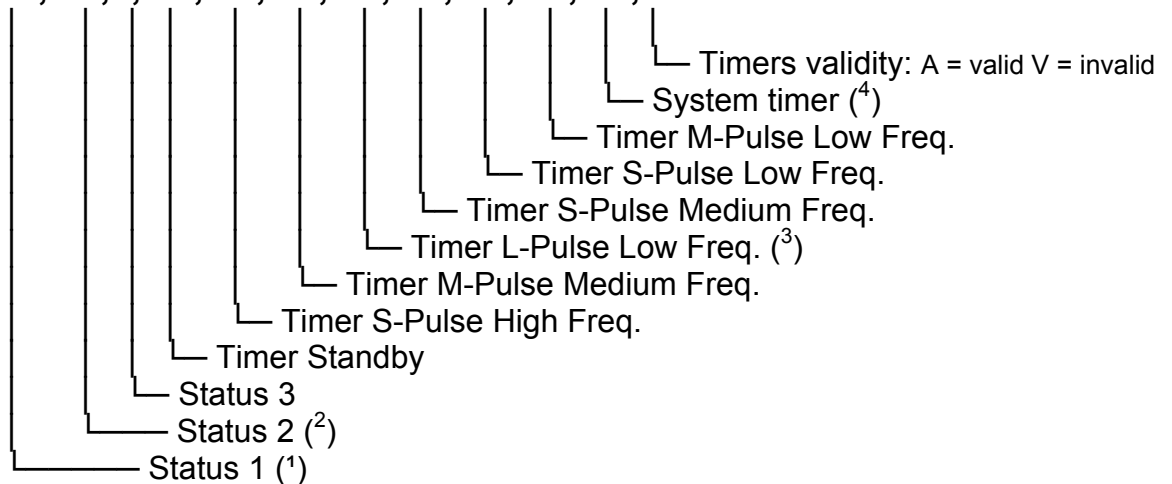 Timers validity: A = valid V = invalid
System timer (⁴)
Timer M-Pulse Low Freq.
Timer S-Pulse Low Freq.
Timer S-Pulse Medium Freq.
Timer L-Pulse Low Freq. (³)
Timer M-Pulse Medium Freq.
Timer S-Pulse High Freq.
Timer Standby
Status 3
Status 2 (²)
Status 1 (¹)